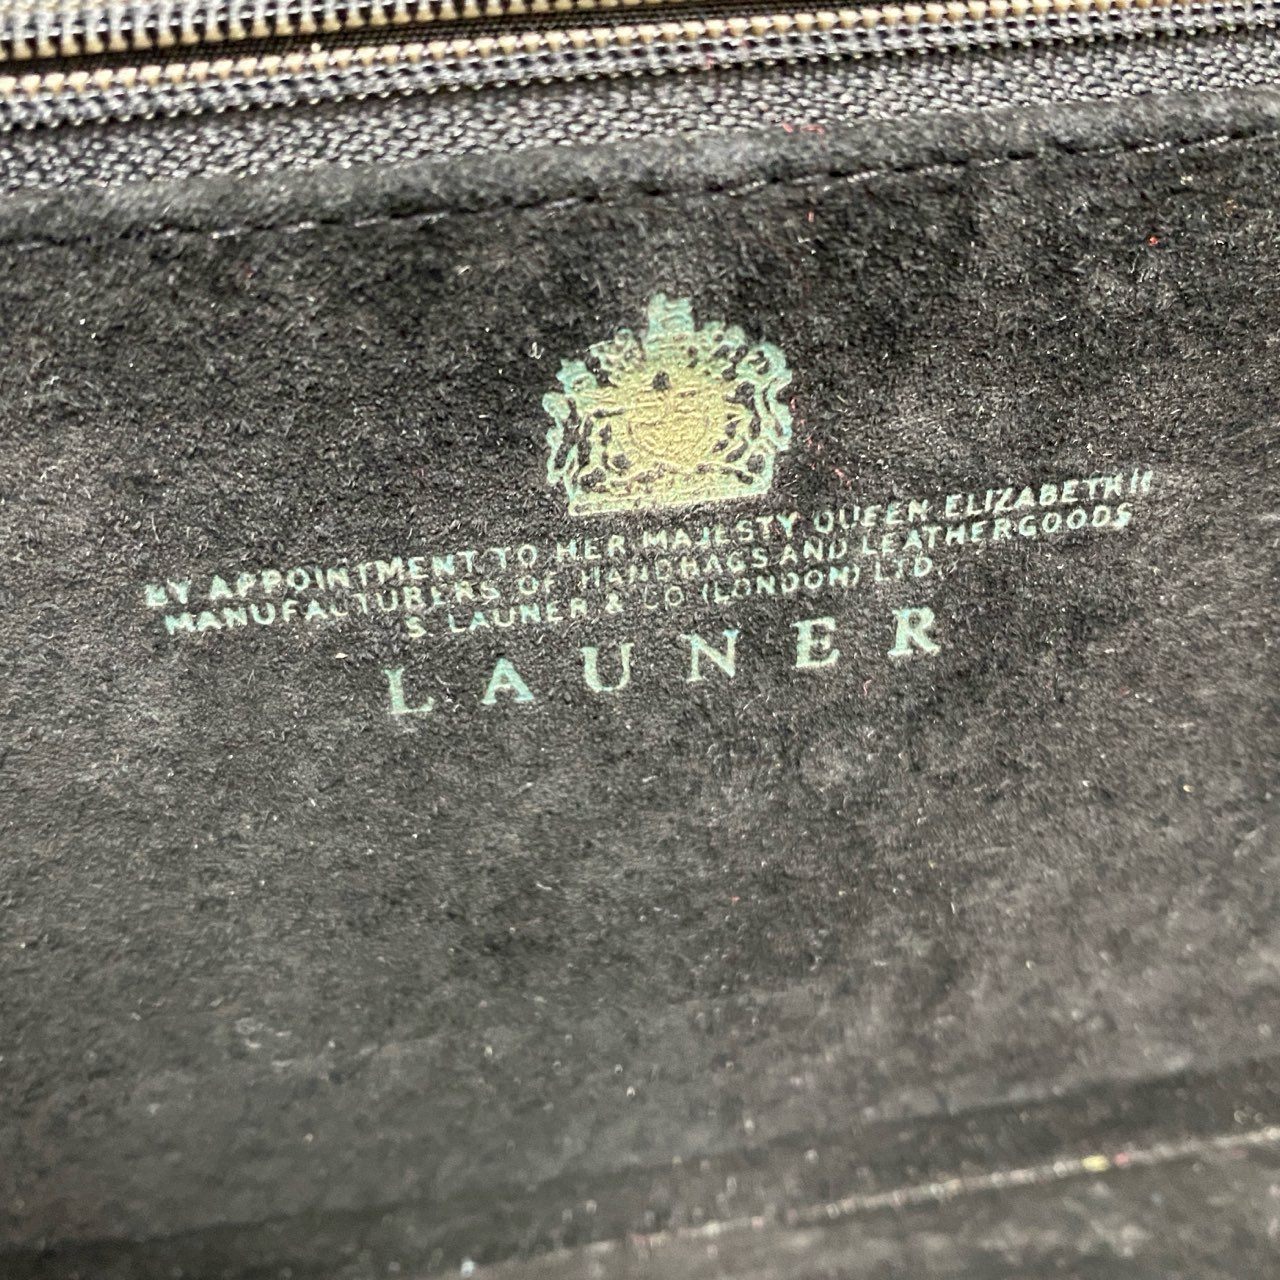 BY APPOINTMENT TO HER MAJESTY QUEEN ELIZABETH II
MANUFACTURERS OF HANDBAGS AND LEATHERGOODS
S. LAUNER & CO (LONDON) LTD.
LAUNER